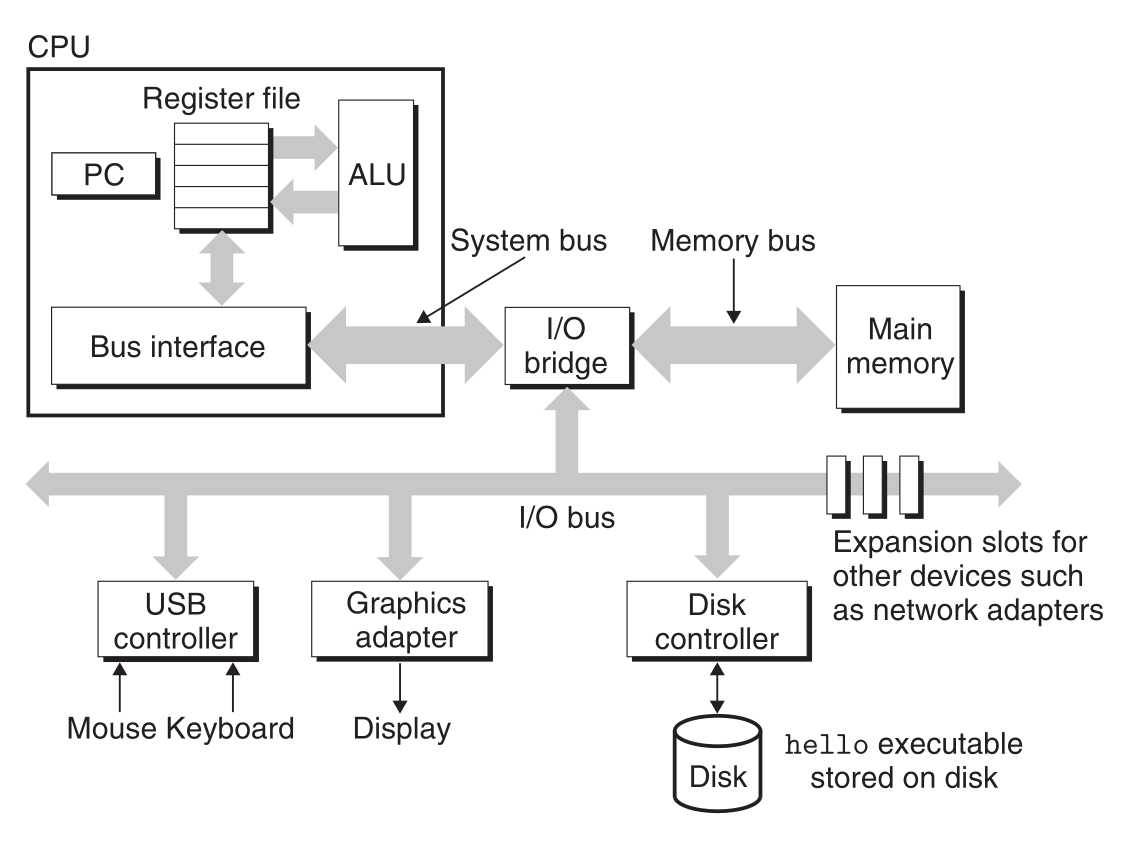 CPU
Register file
PC
ALU
System bus
Memory bus
Bus interface
I/O
bridge
Main
memory
I/O bus
Expansion slots for
other devices such
as network adapters
USB
controller
Graphics
adapter
Disk
controller
Mouse Keyboard
Display
Disk
hello executable
stored on disk